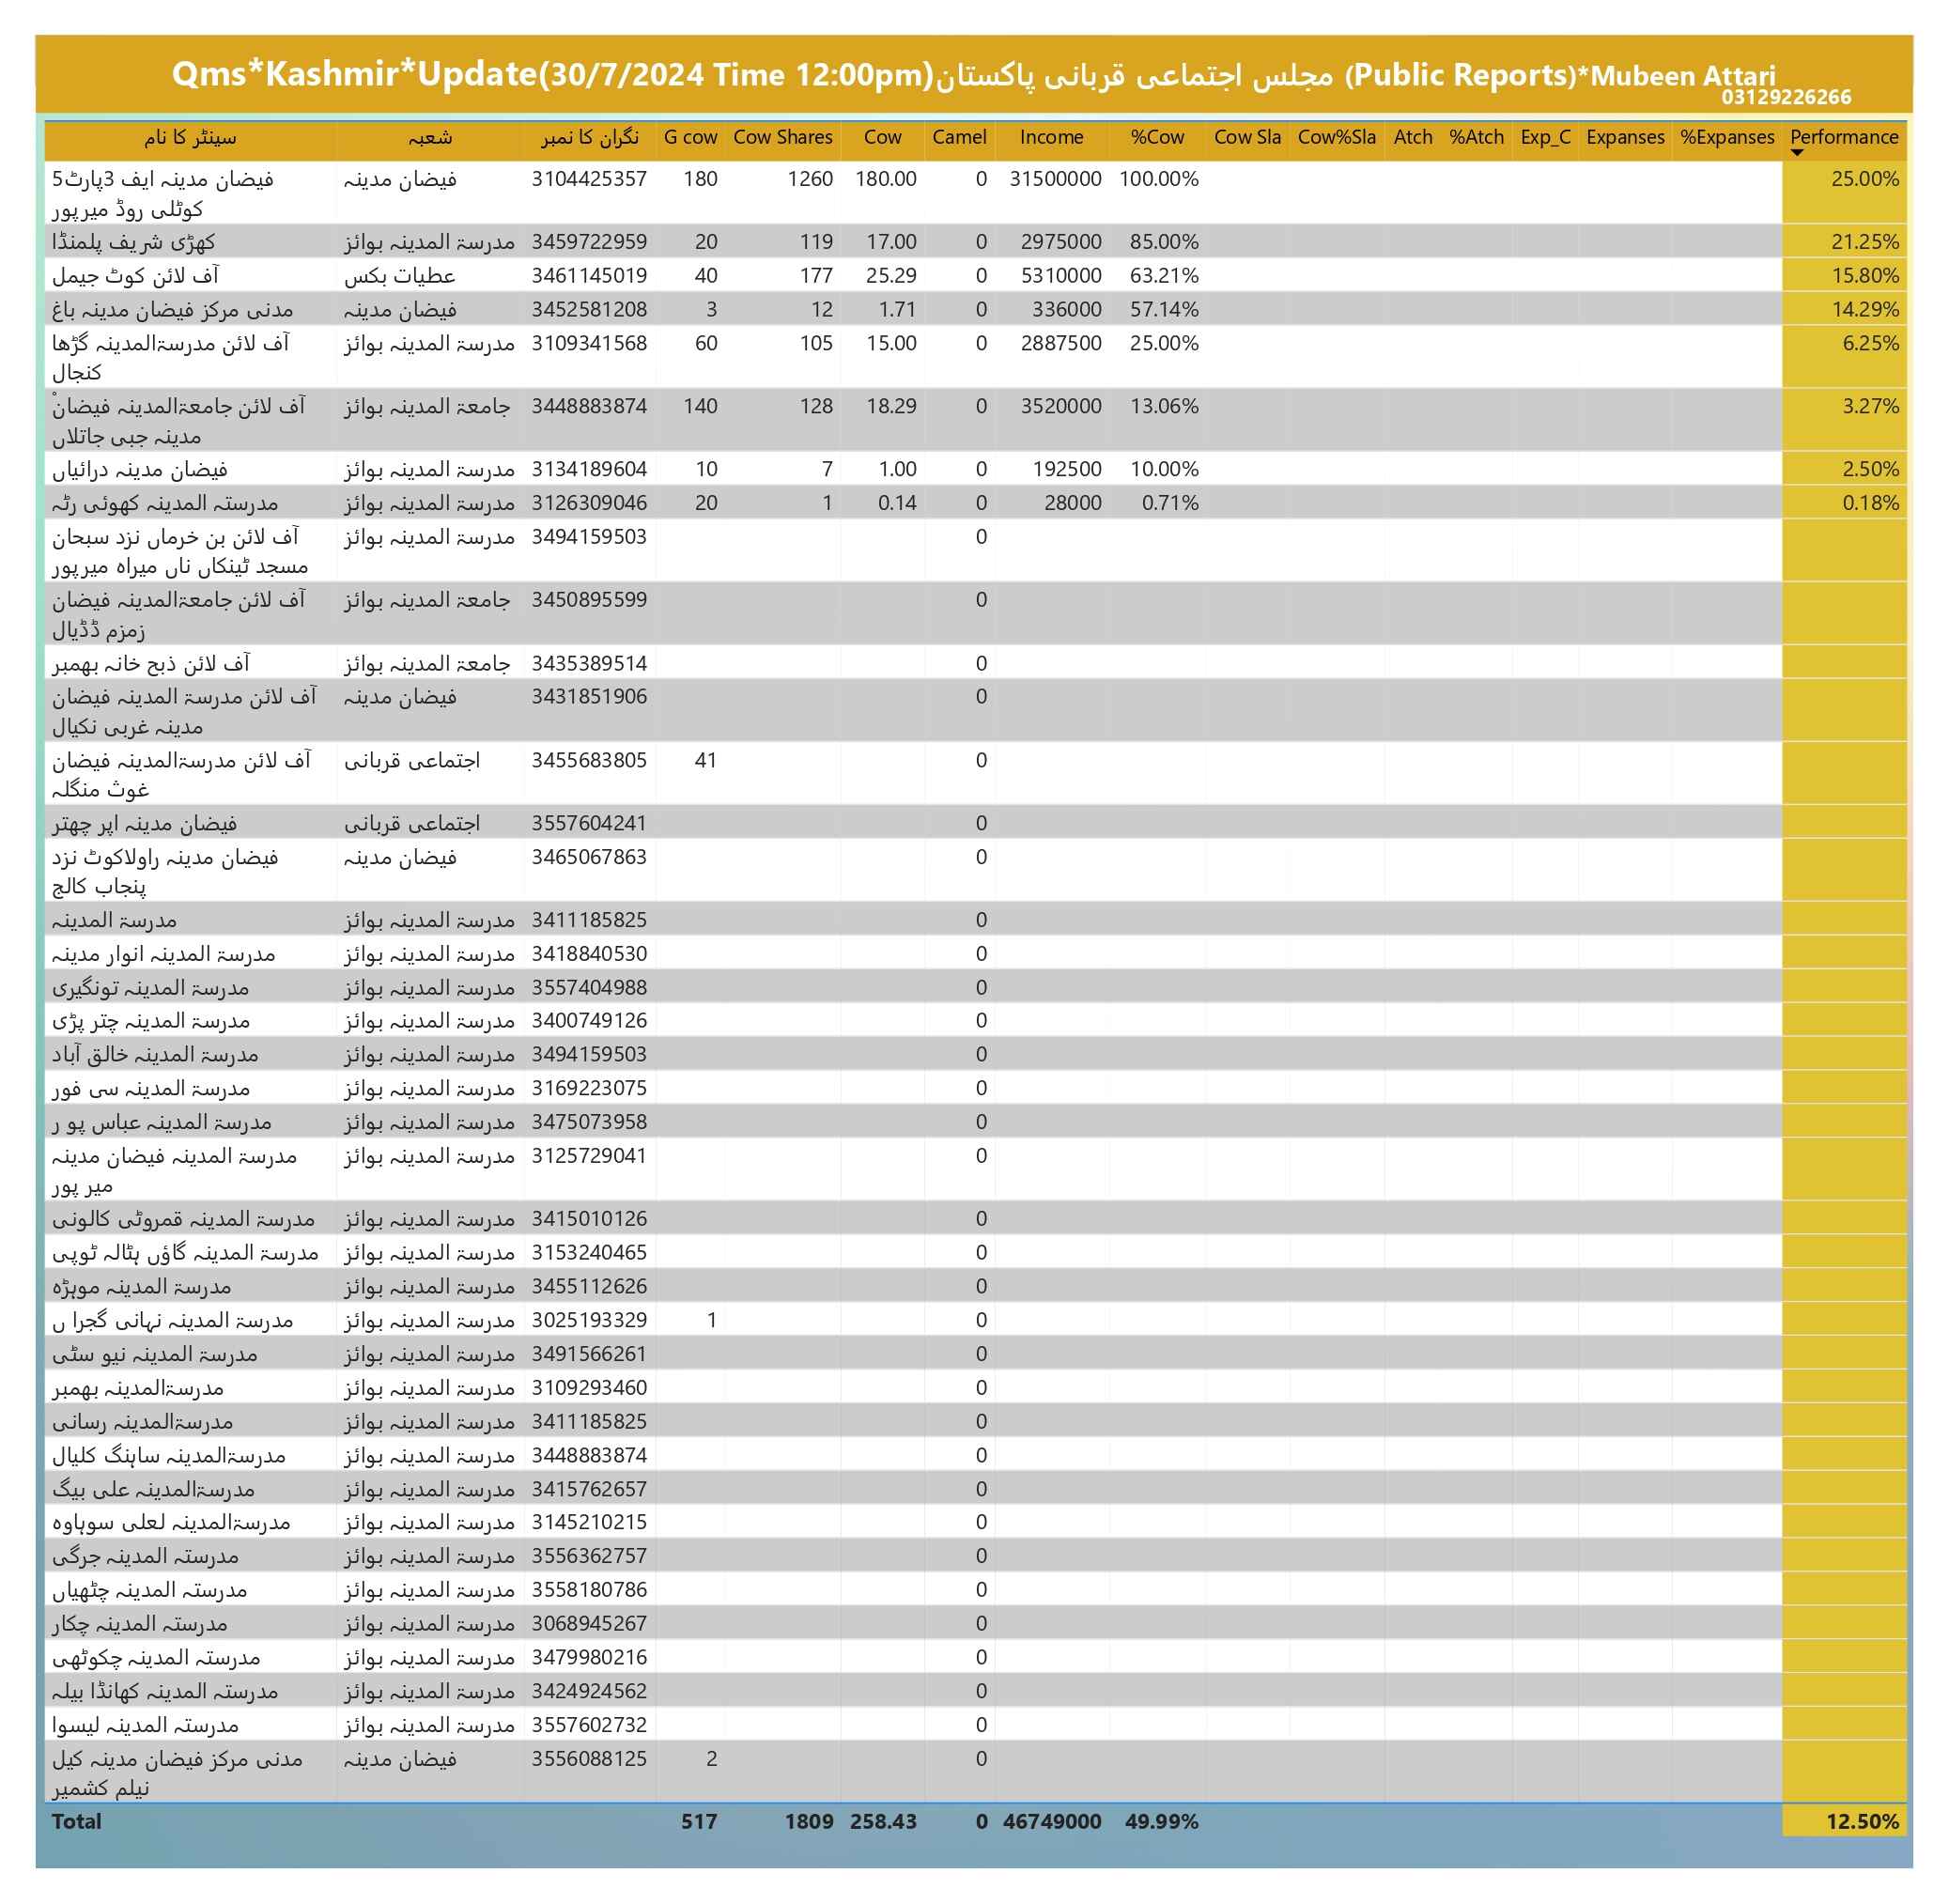 Qms*Kashmir*Update(30/7/2024 Time 12:00pm)مجلس اجتماعی قربانی پاکستان (Public Reports)*Mubeen Attari
03129226266
سینٹر کا نام شعبہ نگران کا نمبر G cow Cow Shares Cow Camel Income %Cow Cow Sla Cow%Sla Atch %Atch Exp_C Expanses %Expanses Performance
فیضان مدینہ ایف 3پارٹ5 فیضان مدینہ 3104425357 180 1260 180.00 0 31500000 100.00% 25.00%
کوٹلی روڈ میرپور
کھڑی شریف پلمنڈا مدرسۃ المدینہ بوائز 3459722959 20 119 17.00 0 2975000 85.00% 21.25%
آف لائن کوٹ جیمل عطیات بکس 3461145019 40 177 25.29 0 5310000 63.21% 15.80%
مدنی مرکز فیضان مدینہ باغ فیضان مدینہ 3452581208 3 12 1.71 0 336000 57.14% 14.29%
آف لائن مدرسۃالمدینہ گڑھا مدرسۃ المدینہ بوائز 3109341568 60 105 15.00 0 2887500 25.00% 6.25%
کنجال
آف لائن جامعۃالمدینہ فیضانْ جامعۃ المدینہ بوائز 3448883874 140 128 18.29 0 3520000 13.06% 3.27%
مدینہ جبی جاتلاں
فیضان مدینہ درائیاں مدرسۃ المدینہ بوائز 3134189604 10 7 1.00 0 192500 10.00% 2.50%
مدرستہ المدینہ کھوئی رٹہ مدرسۃ المدینہ بوائز 3126309046 20 1 0.14 0 28000 0.71% 0.18%
آف لائن بن خرماں نزد سبحان مدرسۃ المدینہ بوائز 3494159503 0
مسجد ٹینکاں ناں میراہ میرپور
آف لائن جامعۃالمدینہ فیضان جامعۃ المدینہ بوائز 3450895599 0
زمزم ڈڈیال
آف لائن ذبح خانہ بھمبر جامعۃ المدینہ بوائز 3435389514 0
آف لائن مدرسۃ المدینہ فیضان فیضان مدینہ 3431851906 0
مدینہ غربی نکیال
آف لائن مدرسۃالمدینہ فیضان اجتماعی قربانی 3455683805 41 0
غوث منگلہ
فیضان مدینہ اپر چھتر اجتماعی قربانی 3557604241 0
فیضان مدینہ راولاکوٹ نزد فیضان مدینہ 3465067863 0
پنجاب کالج
مدرسۃ المدینہ مدرسۃ المدینہ بوائز 3411185825 0
مدرسۃ المدینہ انوار مدینہ مدرسۃ المدینہ بوائز 3418840530 0
مدرسۃ المدینہ تونگیری مدرسۃ المدینہ بوائز 3557404988 0
مدرسۃ المدینہ چتر پڑی مدرسۃ المدینہ بوائز 3400749126 0
مدرسۃ المدینہ خالق آباد مدرسۃ المدینہ بوائز 3494159503 0
مدرسۃ المدینہ سی فور مدرسۃ المدینہ بوائز 3169223075 0
مدرسۃ المدینہ عباس پو ر مدرسۃ المدینہ بوائز 3475073958 0
مدرسۃ المدینہ فیضان مدینہ مدرسۃ المدینہ بوائز 3125729041 0
میر پور
مدرسۃ المدینہ قمروٹی کالونی مدرسۃ المدینہ بوائز 3415010126 0
مدرسۃ المدینہ گاؤں ہٹالہ ٹوپی مدرسۃ المدینہ بوائز 3153240465 0
مدرسۃ المدینہ موہڑہ مدرسۃ المدینہ بوائز 3455112626 0
مدرسۃ المدینہ نہانی گجرا ں مدرسۃ المدینہ بوائز 3025193329 1 0
مدرسۃ المدینہ نیو سٹی مدرسۃ المدینہ بوائز 3491566261 0
مدرسۃالمدینہ بھمبر مدرسۃ المدینہ بوائز 3109293460 0
مدرسۃالمدینہ رسانی مدرسۃ المدینہ بوائز 3411185825 0
مدرسۃالمدینہ ساہنگ کلیال مدرسۃ المدینہ بوائز 3448883874 0
مدرسۃالمدینہ علی بیگ مدرسۃ المدینہ بوائز 3415762657 0
مدرسۃالمدینہ لعلی سوہاوہ مدرسۃ المدینہ بوائز 3145210215 0
مدرستہ المدینہ جرگی مدرسۃ المدینہ بوائز 3556362757 0
مدرستہ المدینہ چٹھیاں مدرسۃ المدینہ بوائز 3558180786 0
مدرستہ المدینہ چکار مدرسۃ المدینہ بوائز 3068945267 0
مدرستہ المدینہ چکوٹھی مدرسۃ المدینہ بوائز 3479980216 0
مدرستہ المدینہ کھانڈا بیلہ مدرسۃ المدینہ بوائز 3424924562 0
مدرستہ المدینہ لیسوا مدرسۃ المدینہ بوائز 3557602732 0
مدنی مرکز فیضان مدینہ کیل فیضان مدینہ 3556088125 2 0
نیلم کشمیر
Total 517 1809 258.43 0 46749000 49.99% 12.50%